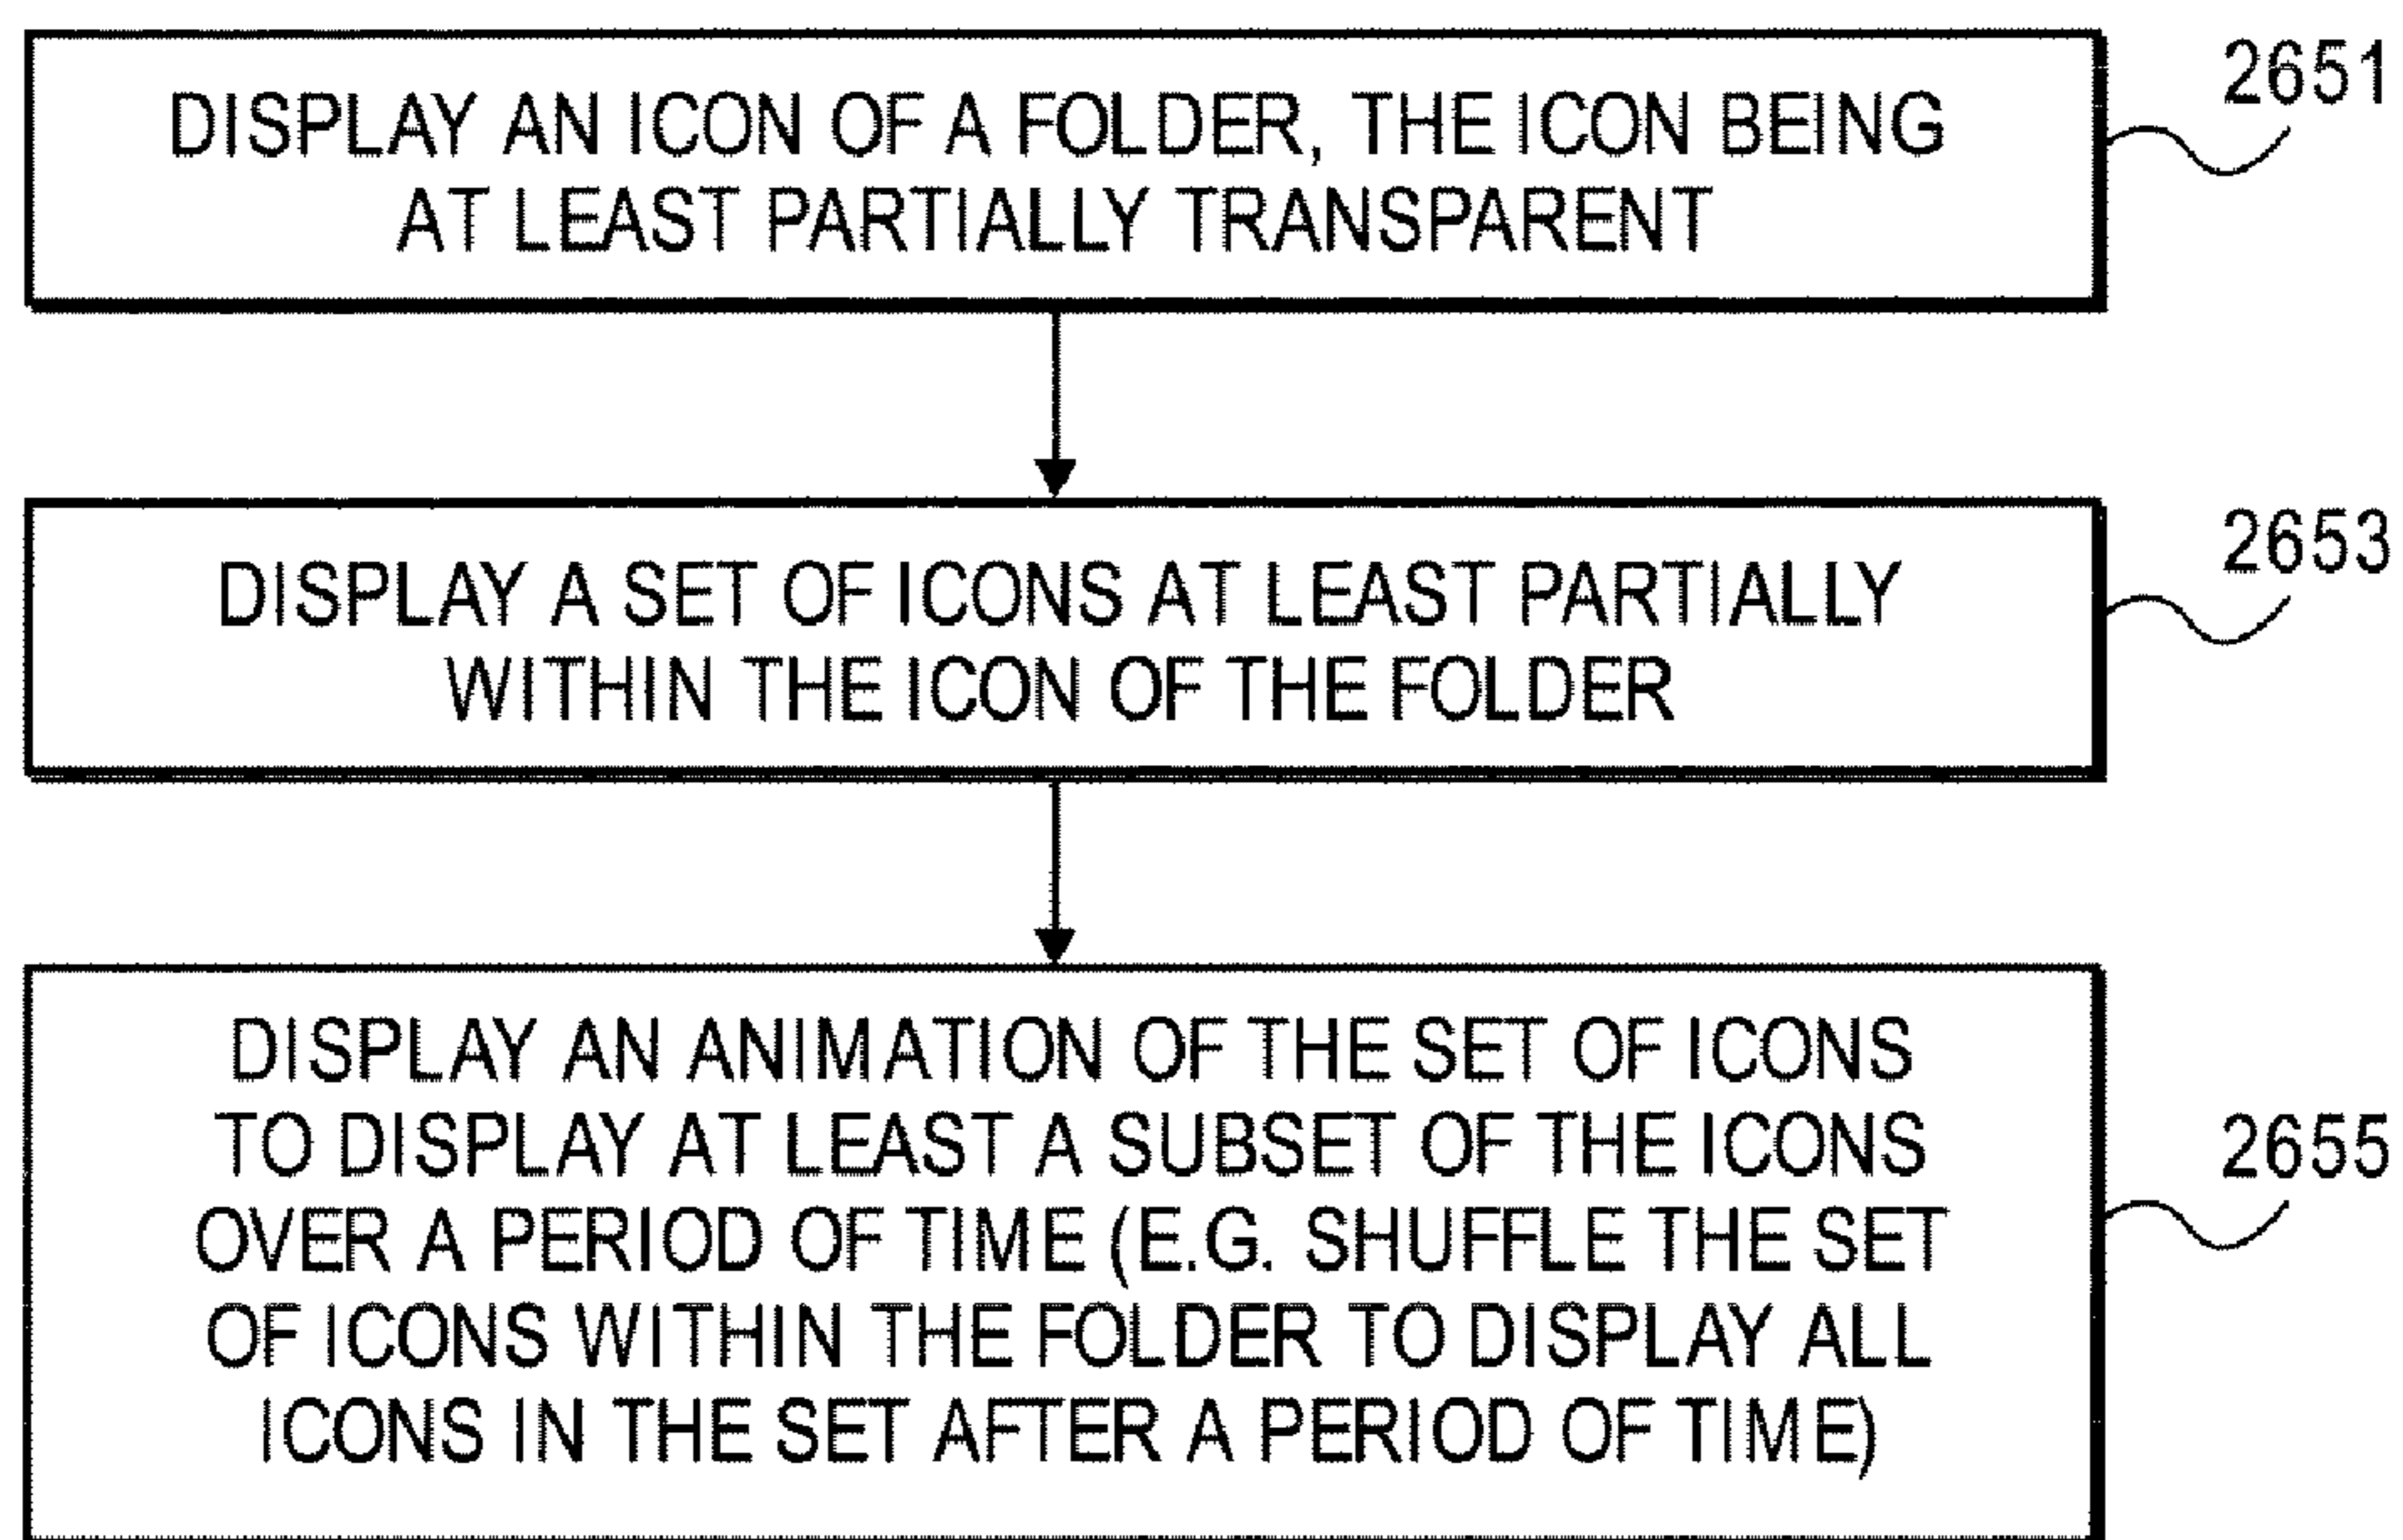 DISPLAY AN ICON OF A FOLDER, THE ICON BEING
AT LEAST PARTIALLY TRANSPARENT
2651
DISPLAY A SET OF ICONS AT LEAST PARTIALLY
WITHIN THE ICON OF THE FOLDER
2653
DISPLAY AN ANIMATION OF THE SET OF ICONS
TO DISPLAY AT LEAST A SUBSET OF THE ICONS
OVER A PERIOD OF TIME (E.G. SHUFFLE THE SET
OF ICONS WITHIN THE FOLDER TO DISPLAY ALL
ICONS IN THE SET AFTER A PERIOD OF TIME)
2655